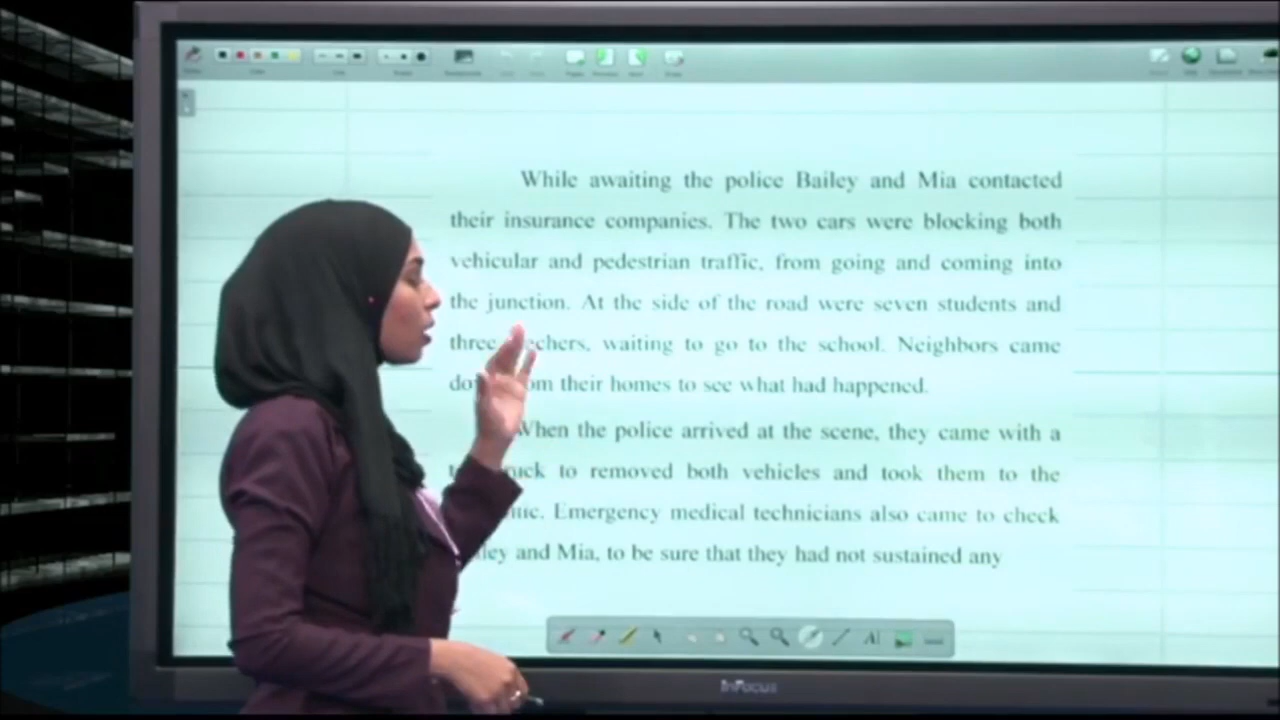 While awaiting the police Bailey and Mia contacted
their insurance companies. The two cars were blocking both
vehicular and pedestrian traffic, from going and coming into
the junction. At the side of the road were seven students and
three waiting to go to the school. Neighbors came
their homes to see what had happened.
When the police arrived at the scene, they came with a
to removed both vehicles and took them to the
Emergency medical technicians also came to check
and Mia, to be sure that they had not sustained any
AI
InFocus